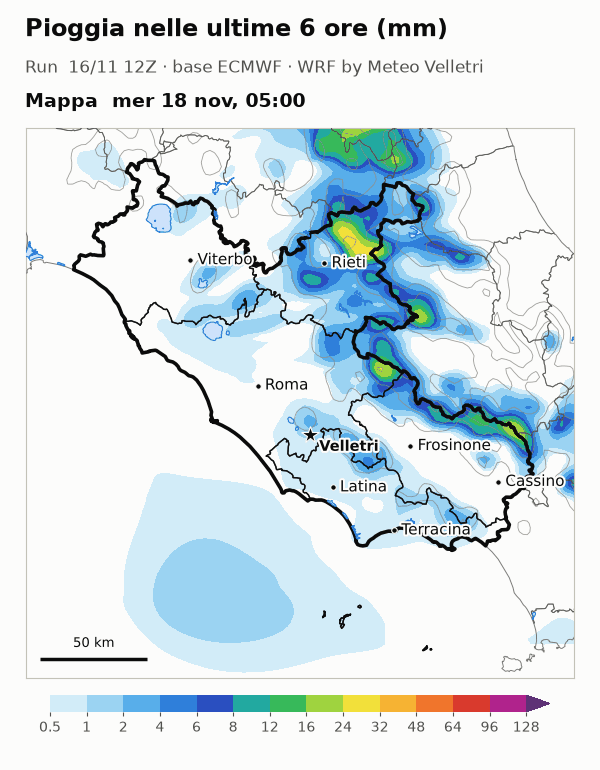 Pioggia nelle ultime 6 ore (mm)
Run  16/11 12Z · base ECMWF · WRF by Meteo Velletri
Mappa  mer 18 nov, 05:00
Viterbo
Rieti
Roma
Velletri
Frosinone
Latina
Cassino
Terracina
50 km
0.5 1 2 4 6 8 12 16 24 32 48 64 96 128